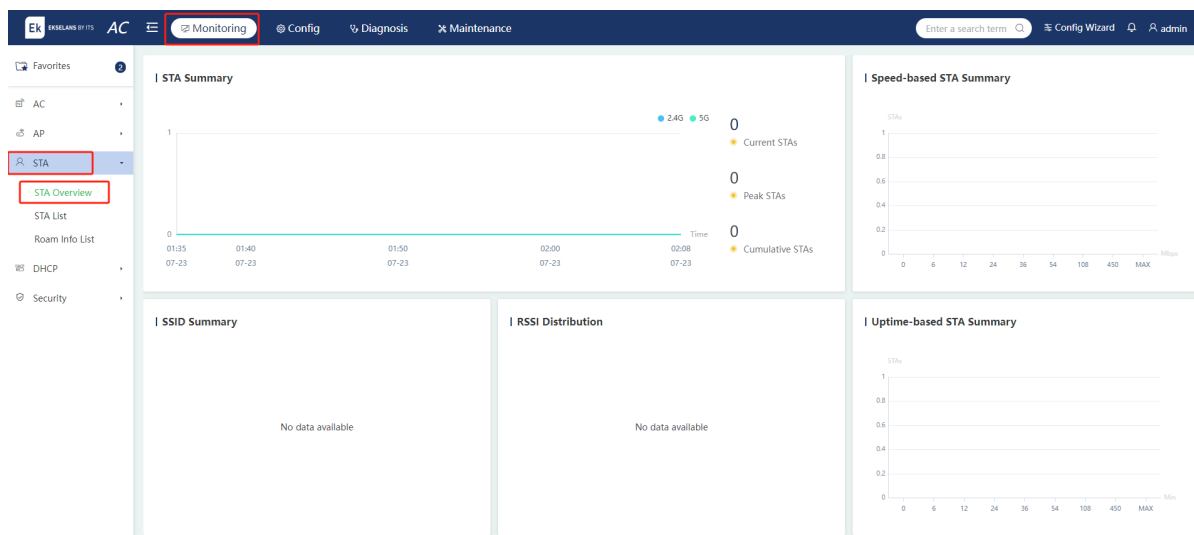 Ek EKSELANS BY ITS AC Monitoring Config Diagnosis Maintenance Enter a search term Config Wizard admin
Favorites 2
AC
AP
STA
STA Overview
STA List
Roam Info List
DHCP
Security
STA Summary
2.4G 5G
1
0
Time
01:35 01:40 01:50 02:00 02:08
07-23 07-23 07-23 07-23 07-23
0
Current STAs
0
Peak STAs
0
Cumulative STAs
Speed-based STA Summary
STAs
1
0.8
0.6
0.4
0.2
0
Mbps
0 6 12 24 36 54 108 450 MAX
SSID Summary
No data available
RSSI Distribution
No data available
Uptime-based STA Summary
STAs
1
0.8
0.6
0.4
0.2
0
Min
0 6 12 24 36 54 108 450 MAX